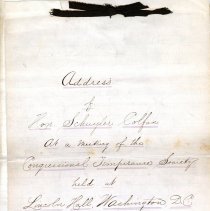 Address
of
Hon Schuyler Colfax
At a meeting of the
Congressional Temperance Society
held at
Lincoln Hall, Washington D.C.